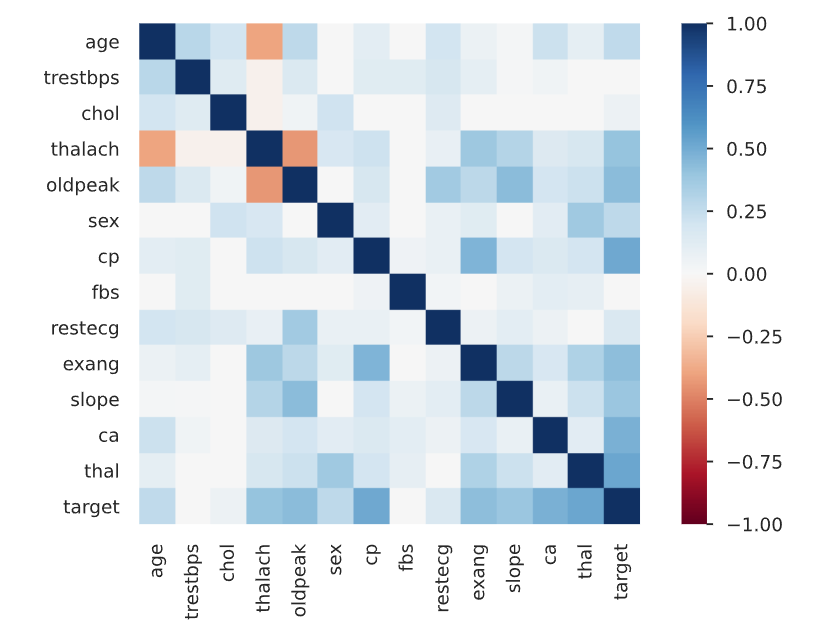 age
trestbps
chol
thalach
oldpeak
sex
cp
fbs
restecg
exang
slope
ca
thal
target
age
trestbps
chol
thalach
oldpeak
sex
cp
fbs
restecg
exang
slope
ca
thal
target
1.00
0.75
0.50
0.25
0.00
−0.25
−0.50
−0.75
−1.00